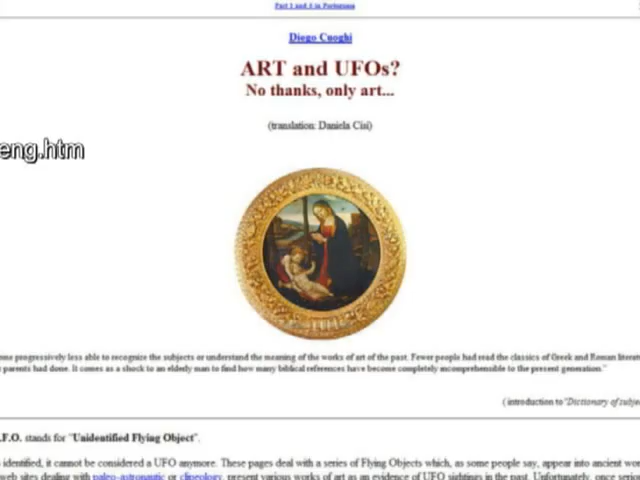 Part 1 and 3 in Portuguese
Diego Cuoghi
ART and UFOs?
No thanks, only art...
(translation: Daniela Cisi)
eng.htm
ome progressively less able to recognize the subjects or understand the meaning of the works of art of the past. Fewer people had read the classics of Greek and Roman literat
parents had done. It comes as a shock to an elderly man to find how many biblical references have become completely incomprehensible to the present generation."
( introduction to "Dictionary of subje
.F.O. stands for "Unidentified Flying Object".
identified, it cannot be considered a UFO anymore. These pages deal with a series of Flying Objects which, as some people say, appear into ancient wor
web sites dealing with paleo-astronautic or clipeology, present various works of art as an evidence of UFO sightings in the past. Unfortunately, once seriou